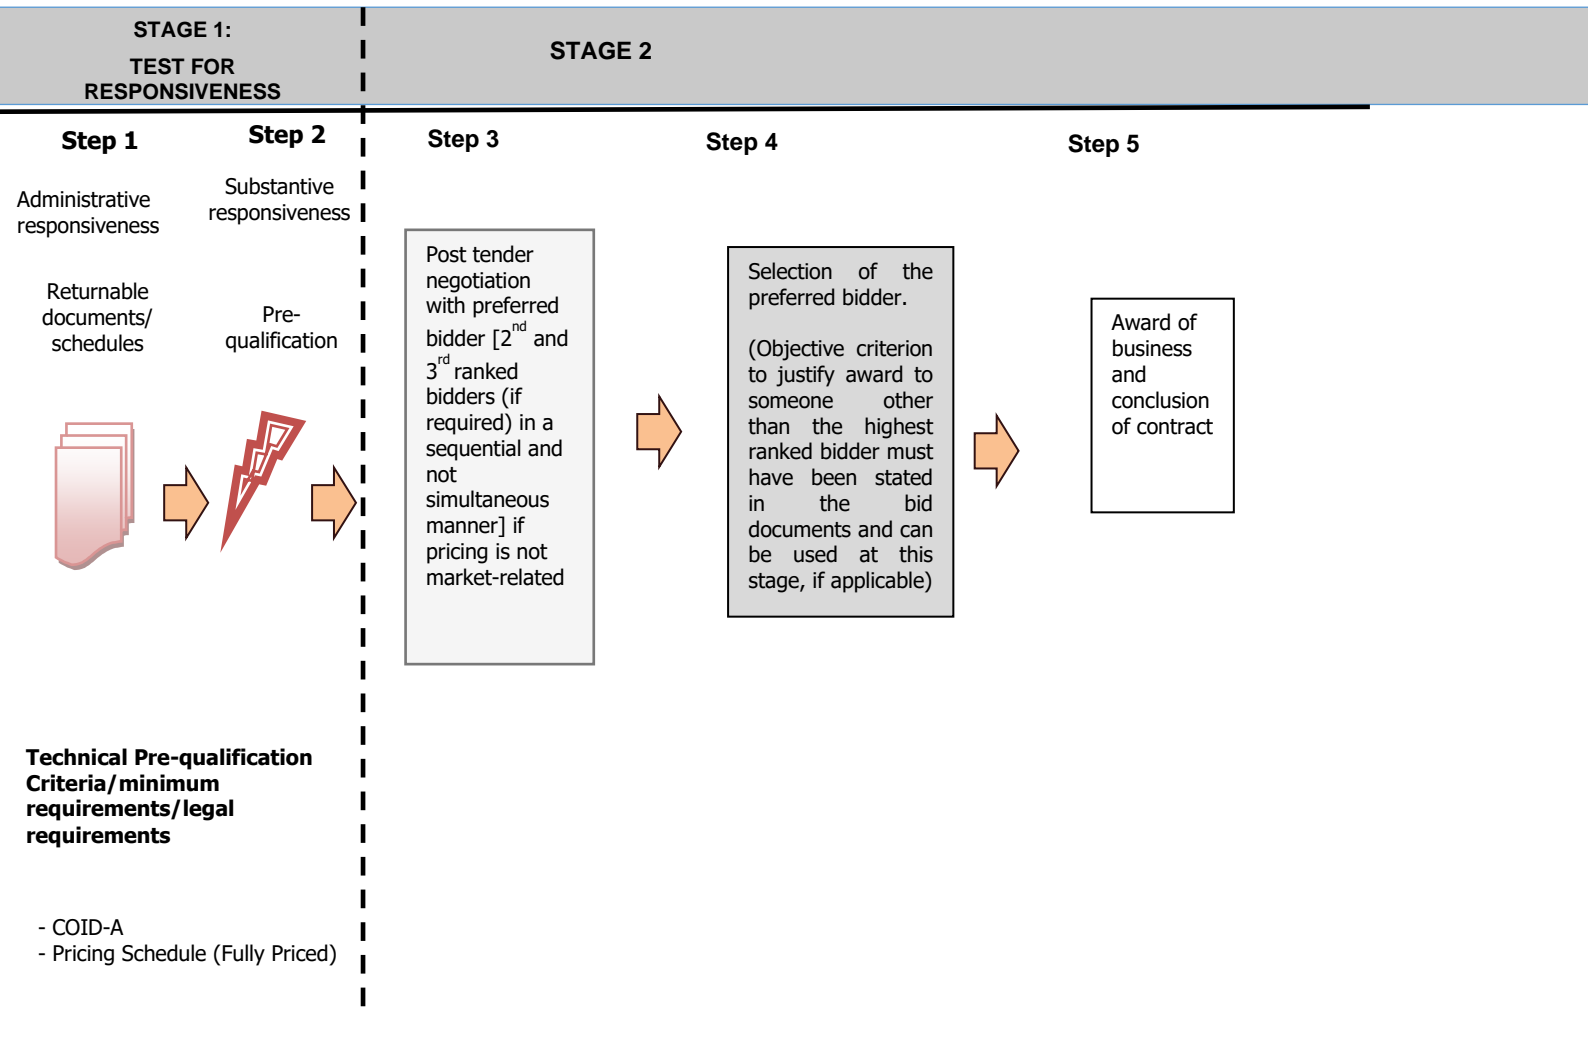 STAGE 1:
TEST FOR
RESPONSIVENESS
STAGE 2
Step 1
Step 2
Step 3
Step 4
Step 5
Administrative
responsiveness
Substantive
responsiveness
Returnable
documents/
schedules
Pre-
qualification
Post tender
negotiation
with preferred
bidder [2nd and
3rd ranked
bidders (if
required) in a
sequential and
not
simultaneous
manner] if
pricing is not
market-related
Selection of the
preferred bidder.
(Objective criterion
to justify award to
someone other
than the highest
ranked bidder must
have been stated
in the bid
documents and can
be used at this
stage, if applicable)
Award of
business
and
conclusion
of contract
Technical Pre-qualification
Criteria/minimum
requirements/legal
requirements
- COID-A
- Pricing Schedule (Fully Priced)